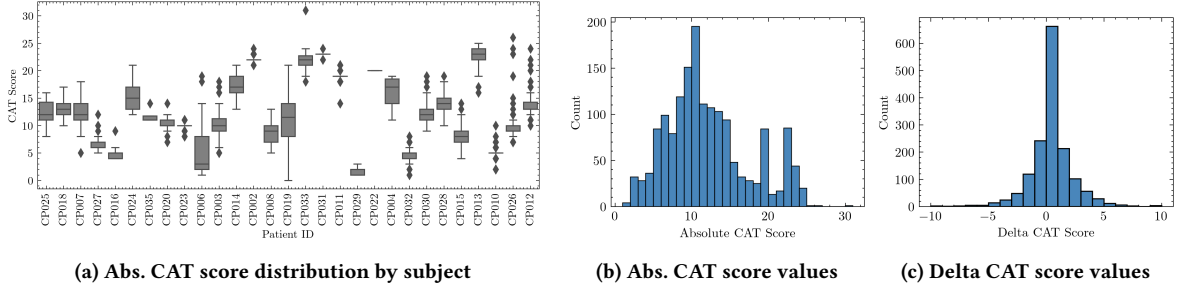 30
25
20
15
10
5
0
CAT Score
CP025 CP018 CP007 CP027 CP016 CP024 CP035 CP020 CP023 CP006 CP003 CP014 CP002 CP008 CP019 CP033 CP031 CP011 CP029 CP022 CP004 CP032 CP030 CP028 CP015 CP013 CP010 CP026 CP012
Patient ID
(a) Abs. CAT score distribution by subject
200
150
100
50
0
Count
0 10 20 30
Absolute CAT Score
(b) Abs. CAT score values
600
500
400
300
200
100
0
Count
−10 −5 0 5 10
Delta CAT Score
(c) Delta CAT score values